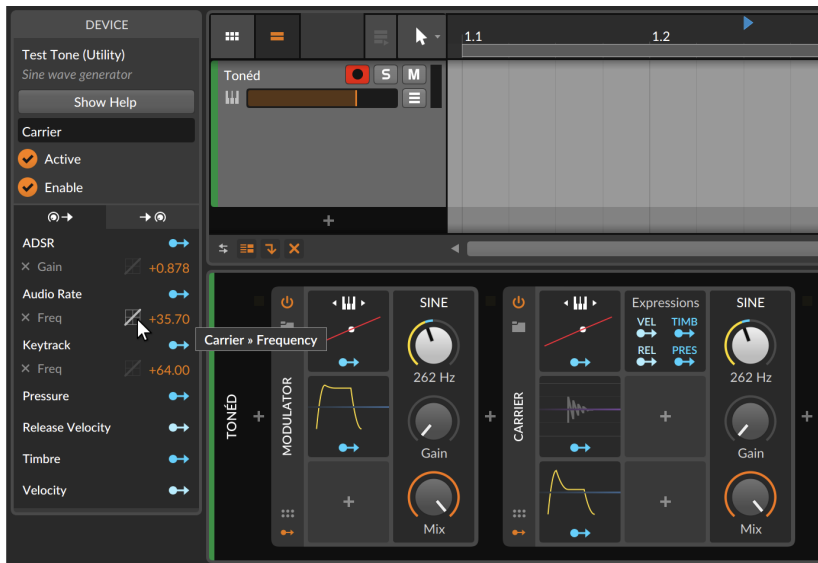 DEVICE
Test Tone (Utility)
Sine wave generator
Show Help
Carrier
Active
Enable
ADSR
Gain +0.878
Audio Rate
Freq +35.70
Keytrack
Freq +64.00
Pressure
Release Velocity
Timbre
Velocity
1.1 1.2
Tonéd
S M
Carrier » Frequency
TONÉD
MODULATOR
SINE
262 Hz
Gain
Mix
CARRIER
Expressions
VEL TIMB
REL PRES
SINE
262 Hz
Gain
Mix